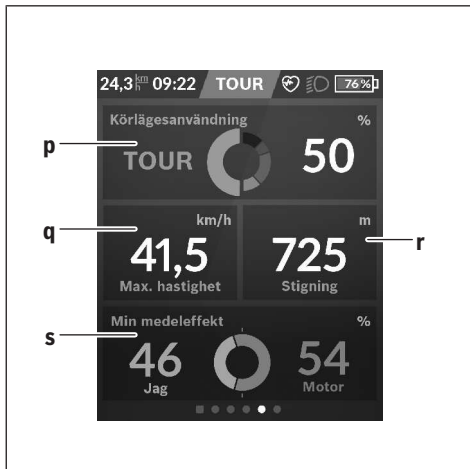 24,3 km/h 09:22 TOUR 76 %
Körlägesanvändning %
p TOUR 50
q km/h m r
41,5 725
Max. hastighet Stigning
Min medeleffekt %
s 46 54
Jag Motor